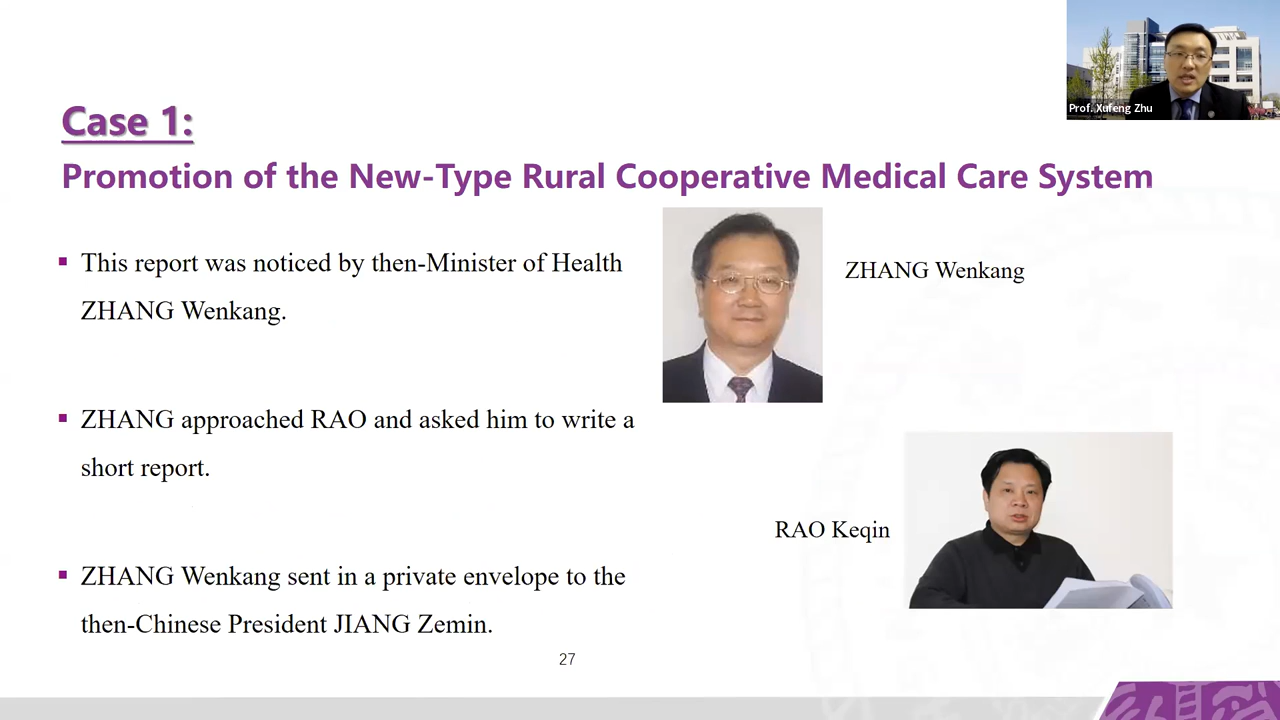 Prof. Xufeng Zhu
Case 1:
Promotion of the New-Type Rural Cooperative Medical Care System
▪ This report was noticed by then-Minister of Health
ZHANG Wenkang.
ZHANG Wenkang
▪ ZHANG approached RAO and asked him to write a
short report.
RAO Keqin
▪ ZHANG Wenkang sent in a private envelope to the
then-Chinese President JIANG Zemin.
27